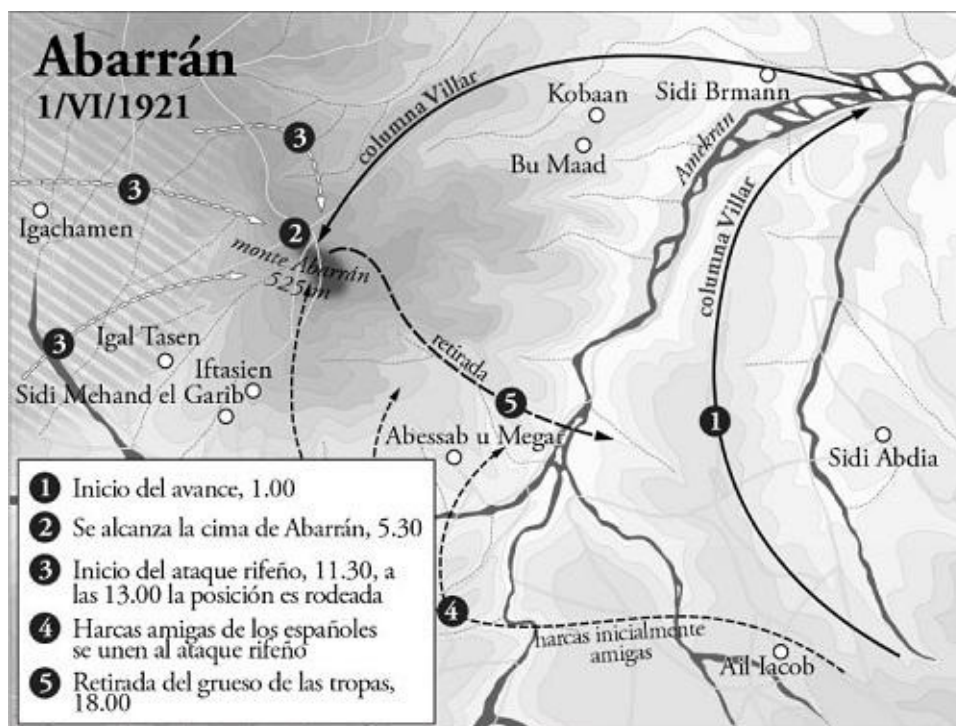 Abarrán
1/VI/1921
columna Villar
Kobaan
Sidi Brmann
Bu Maad
Amekran
3
3
Igachamen
2
monte Abarrán
525m
columna Villar
3
Igal Tasen
Iftasien
Sidi Mehand el Garib
retirada
5
Abessab u Megar
1
Sidi Abdia
1 Inicio del avance, 1.00
2 Se alcanza la cima de Abarrán, 5.30
3 Inicio del ataque rifeño, 11.30, a
las 13.00 la posición es rodeada
4 Harcas amigas de los españoles
se unen al ataque rifeño
5 Retirada del grueso de las tropas,
18.00
4
harcas inicialmente
amigas
Ail Iacob